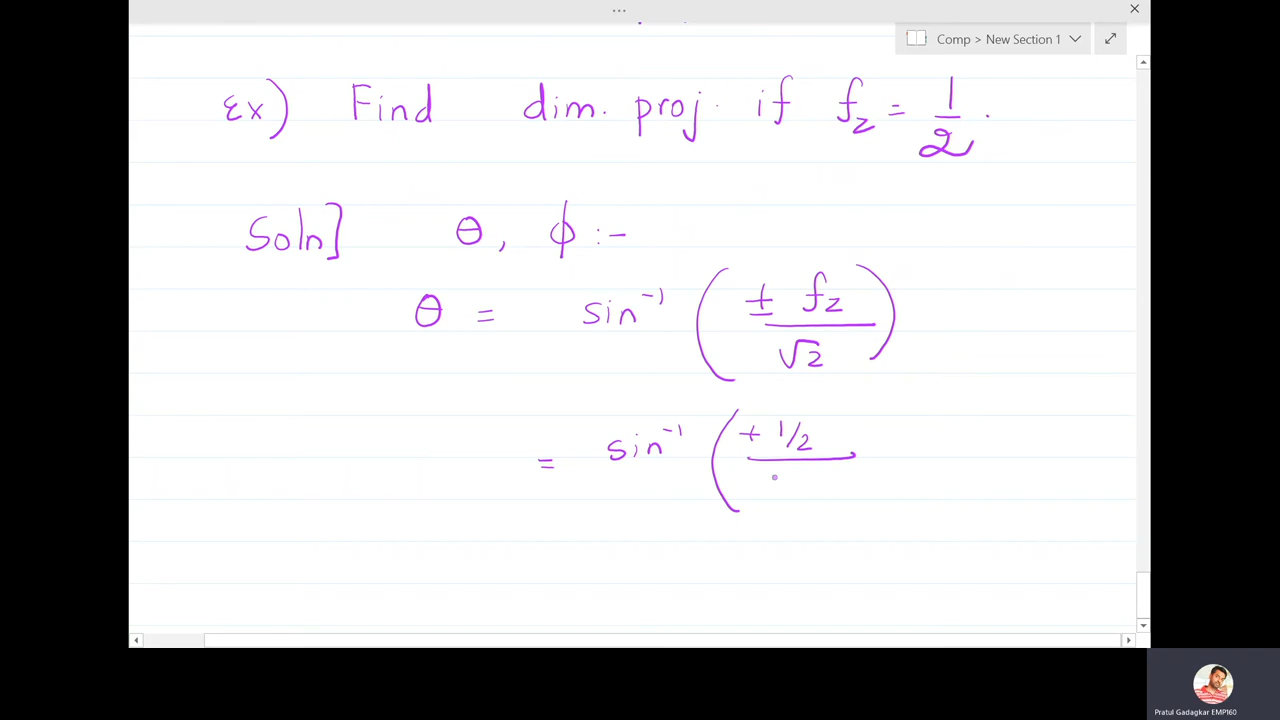 Comp > New Section 1
Ex) Find dim. proj. if fz = 1/2.
Soln] θ, ϕ :-
θ = sin⁻¹ (± fz / √2)
= sin⁻¹ (+ 1/2
Pratul Gadagkar EMP160